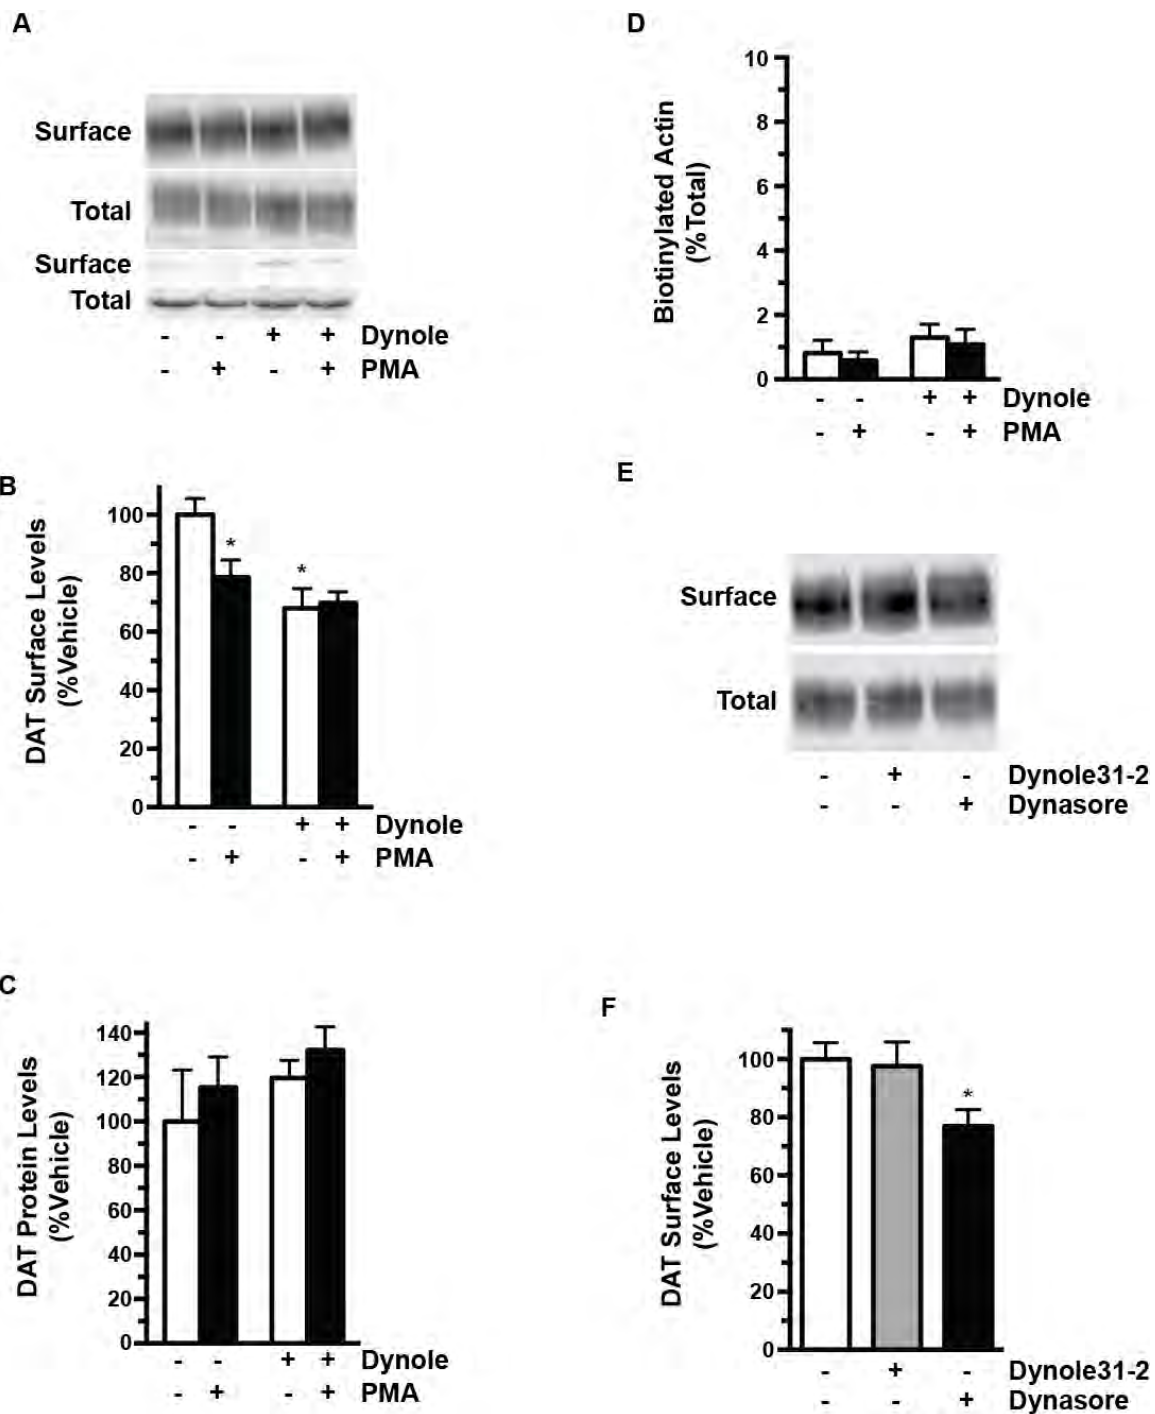 A
Surface
Total
Surface
Total
- - + + Dynole
- + - + PMA
B
DAT Surface Levels
(%Vehicle)
100
80
60
40
20
0
*
*
- - + + Dynole
- + - + PMA
C
DAT Protein Levels
(%Vehicle)
140
120
100
80
60
40
20
0
- - + + Dynole
- + - + PMA
D
Biotinylated Actin
(%Total)
10
8
6
4
2
0
- - + + Dynole
- + - + PMA
E
Surface
Total
- + - Dynole31-2
- - + Dynasore
F
DAT Surface Levels
(%Vehicle)
100
80
60
40
20
0
*
- + - Dynole31-2
- - + Dynasore